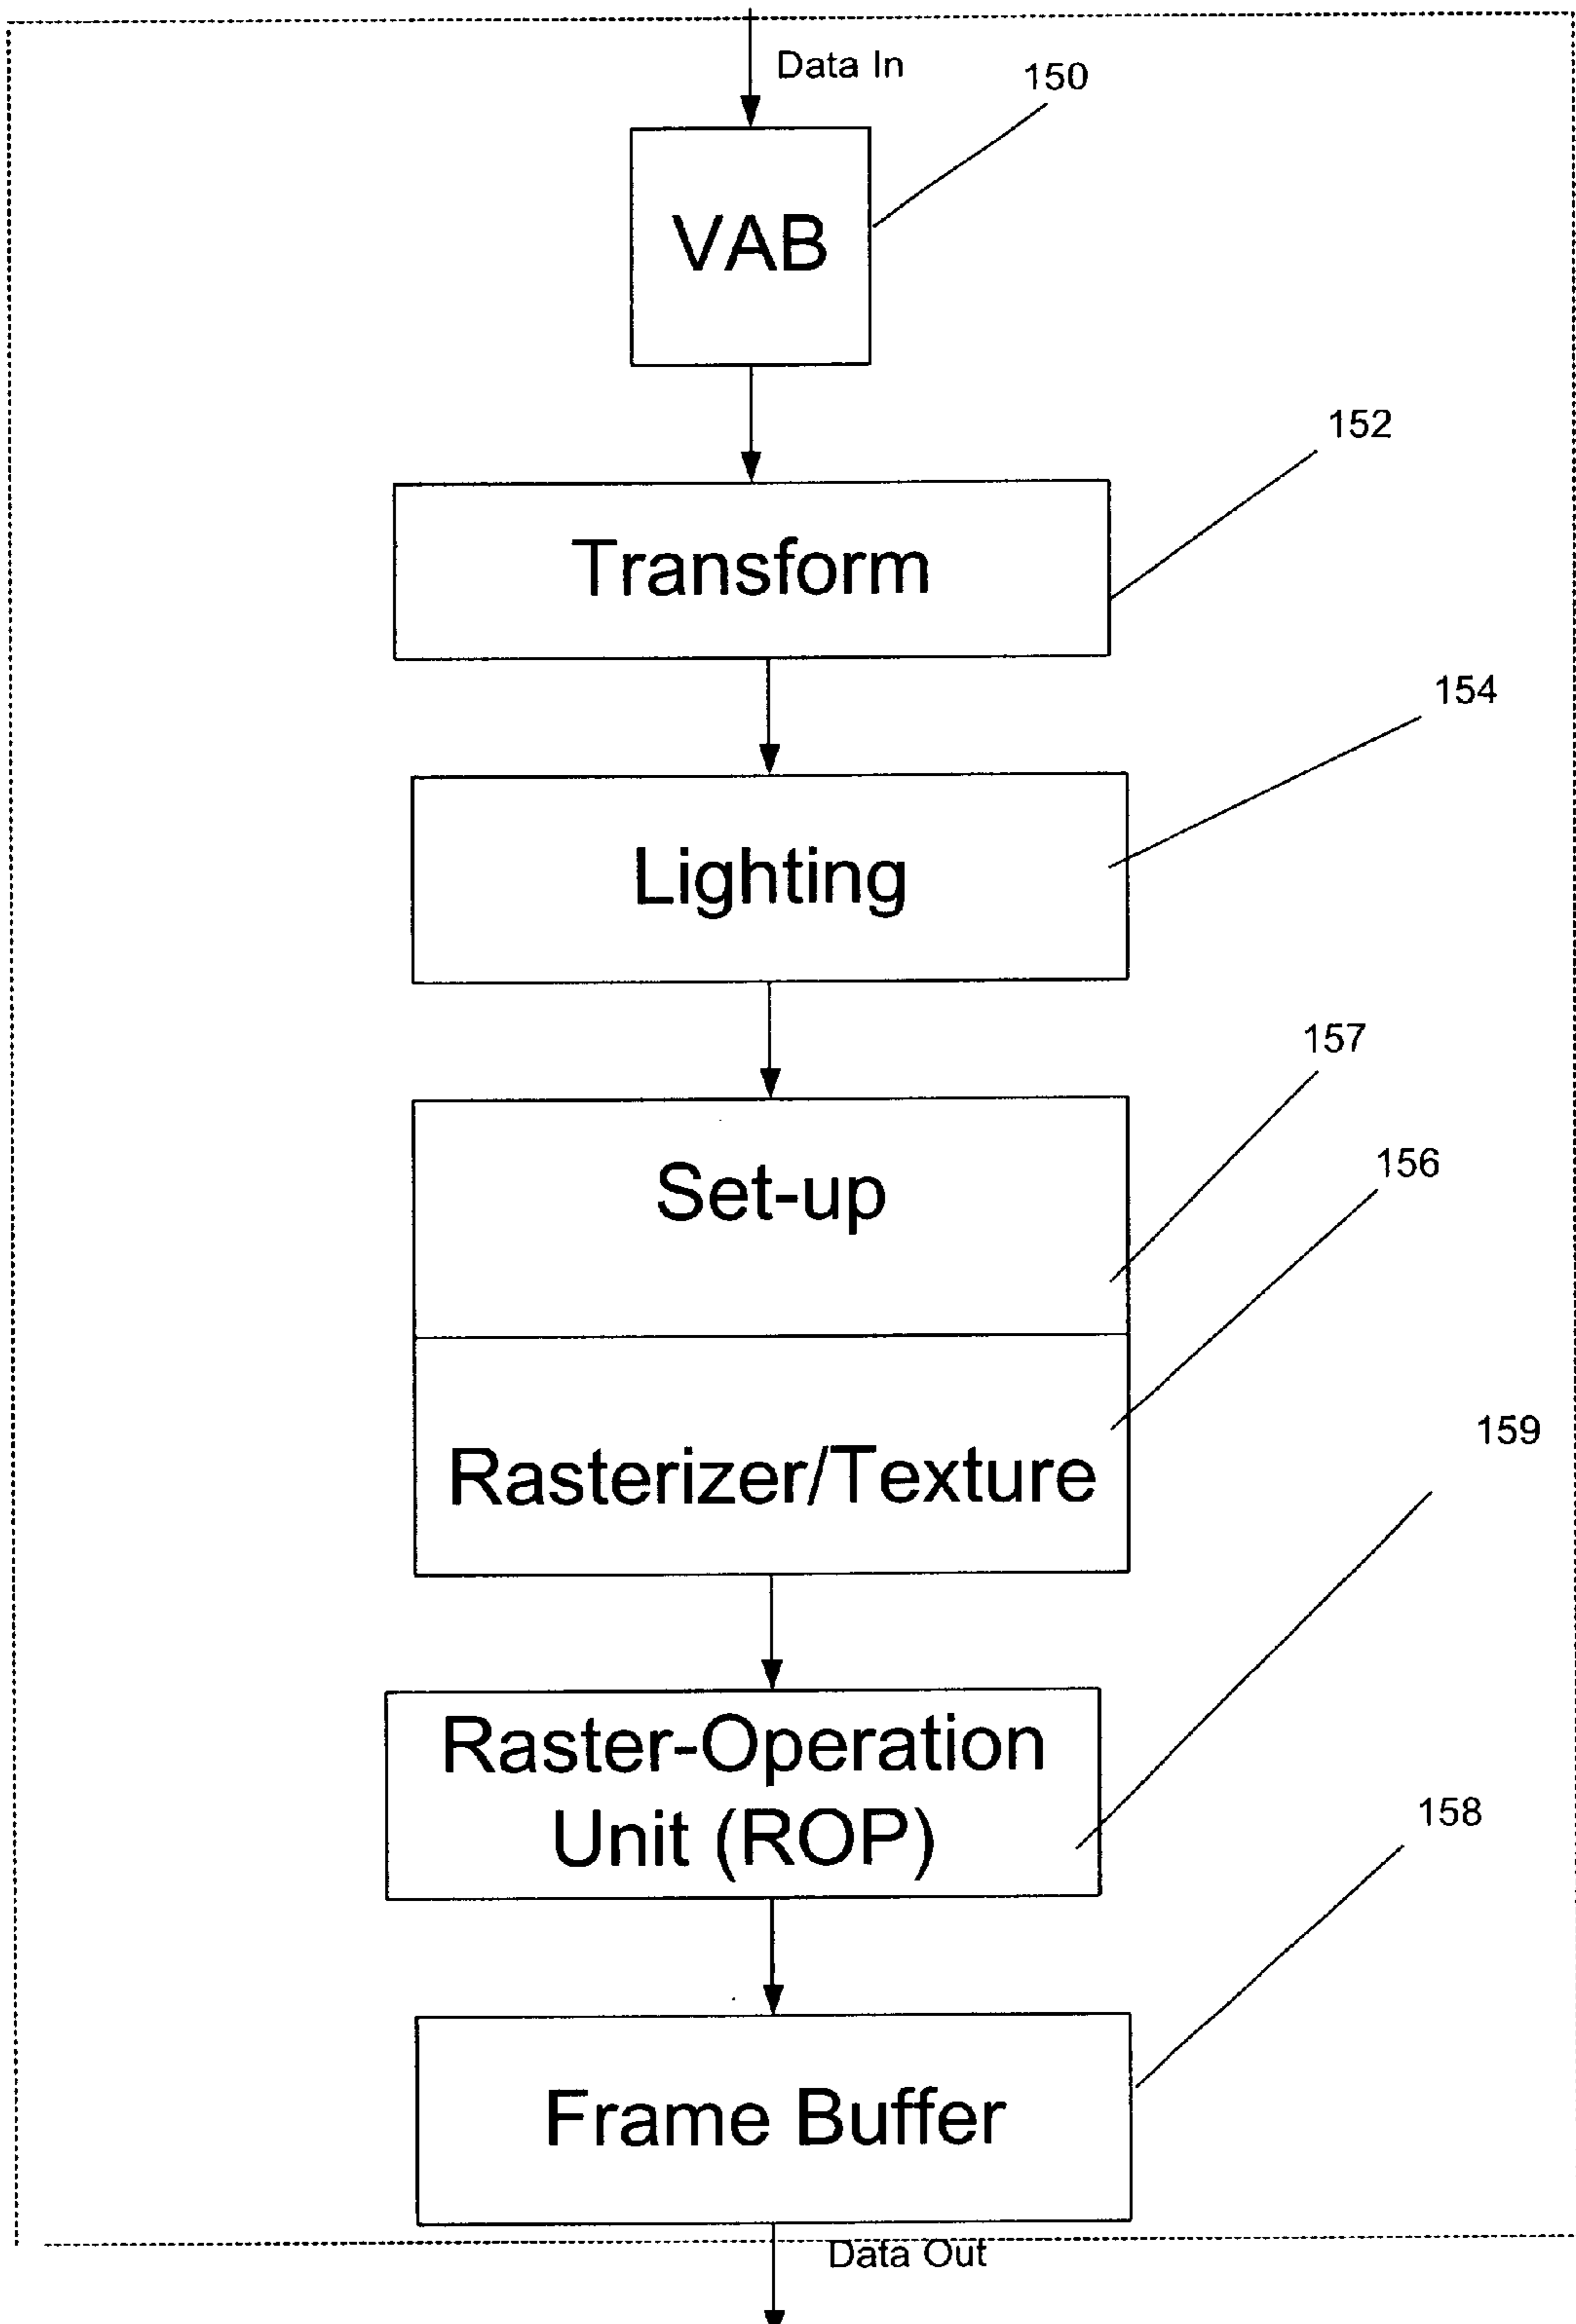 Data In
150
VAB
152
Transform
154
Lighting
157
Set-up
156
Rasterizer/Texture
159
Raster-Operation
Unit (ROP)
158
Frame Buffer
Data Out